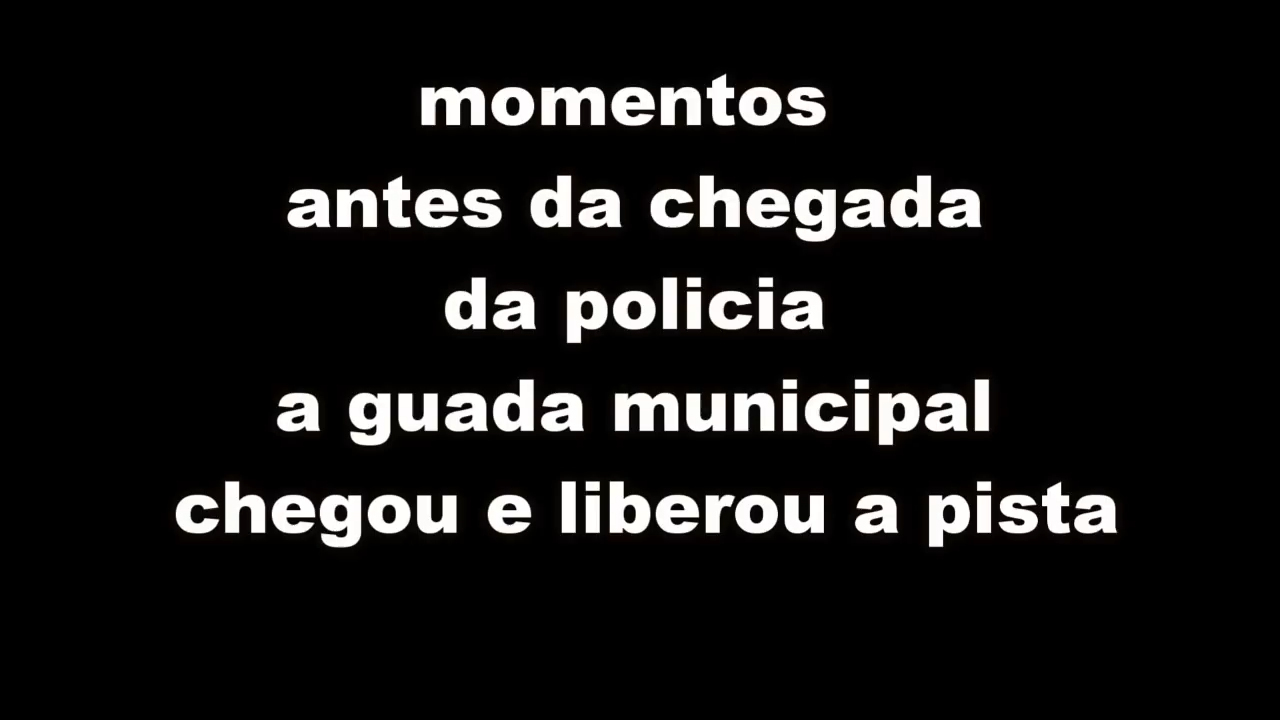 momentos
antes da chegada
da policia
a guada municipal
chegou e liberou a pista